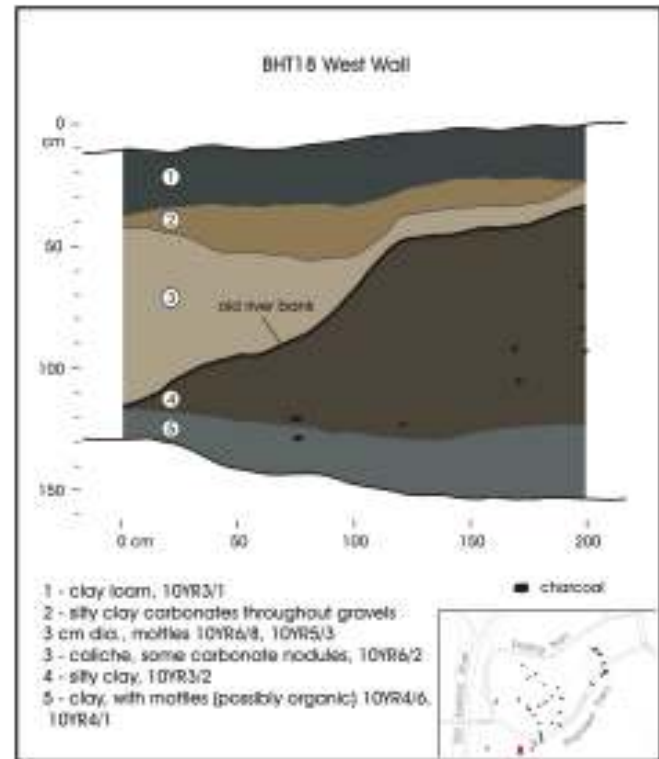 BHT18 West Wall
0
cm
50
100
150
1
2
3
4
5
old river bank
0 cm
50
100
150
200
1 - clay loam, 10YR3/1
2 - silty clay carbonates throughout gravels
3 cm dia., mottles 10YR6/8, 10YR5/3
3 - caliche, some carbonate nodules, 10YR6/2
4 - silty clay, 10YR3/2
5 - clay, with mottles (possibly organic) 10YR4/6,
10YR4/1
charcoal